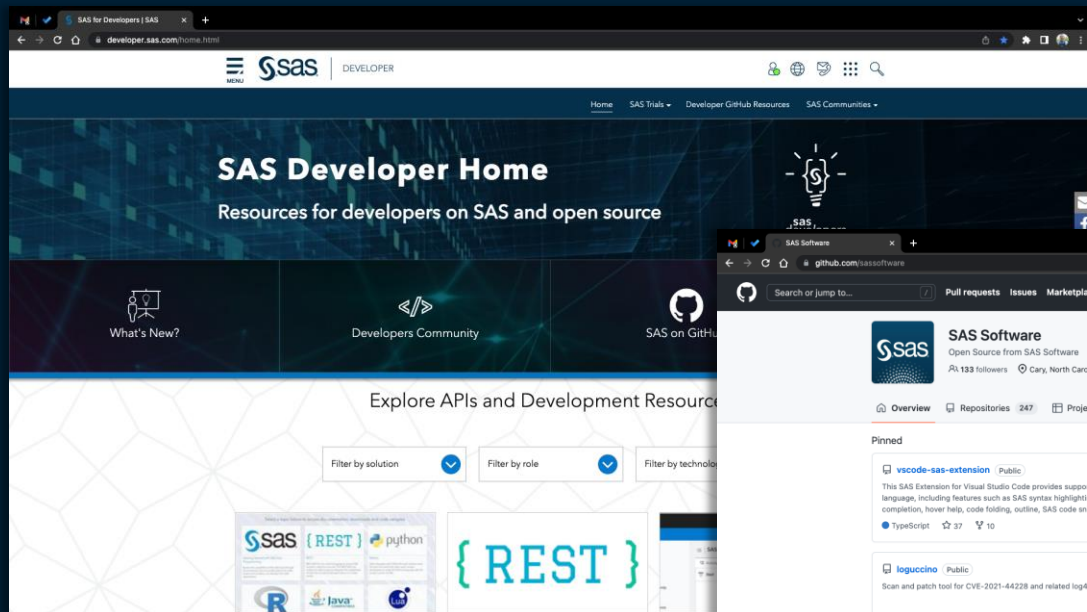 SAS for Developers | SAS
developer.sas.com/home.html
MENU
sas
DEVELOPER
Home
SAS Trials
Developer GitHub Resources
SAS Communities
SAS Developer Home
Resources for developers on SAS and open source
sas
What's New?
Developers Community
SAS on GitHu
Explore APIs and Development Resource
Filter by solution
Filter by role
Filter by technolo
sas
{ REST }
python
R
Java
Lua
{ REST }
SAS Software
github.com/sassoftware
Search or jump to...
/
Pull requests
Issues
Marketpla
sas
SAS Software
Open Source from SAS Software
133 followers
Cary, North Carc
Overview
Repositories 247
Proje
Pinned
vscode-sas-extension Public
This SAS Extension for Visual Studio Code provides suppo
language, including features such as SAS syntax highlighti
completion, hover help, code folding, outline, SAS code sn
TypeScript 37 10
loguccino Public
Scan and patch tool for CVE-2021-44228 and related log4